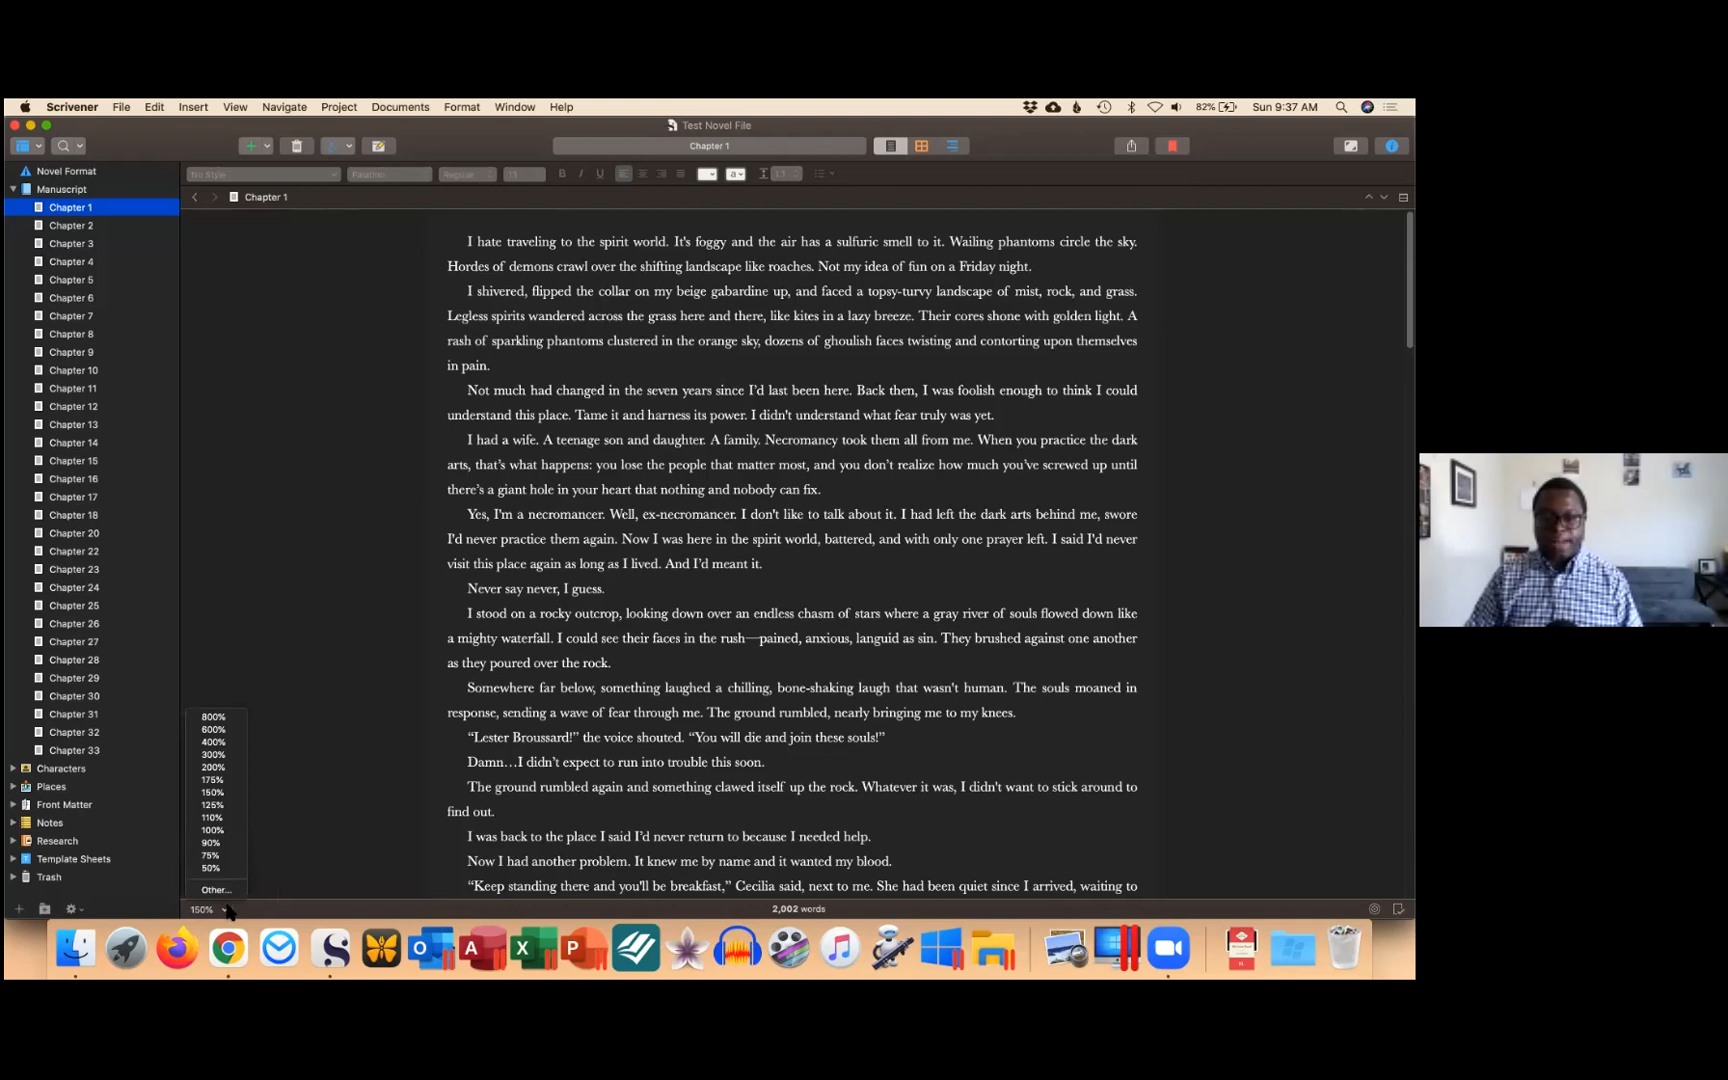 Scrivener File Edit Insert View Navigate Project Documents Format Window Help
82% Sun 9:37 AM
Test Novel File
Chapter 1
No Style Palatino Regular 13 B I U a 1.1
Novel Format
Manuscript
Chapter 1
Chapter 2
Chapter 3
Chapter 4
Chapter 5
Chapter 6
Chapter 7
Chapter 8
Chapter 9
Chapter 10
Chapter 11
Chapter 12
Chapter 13
Chapter 14
Chapter 15
Chapter 16
Chapter 17
Chapter 18
Chapter 20
Chapter 22
Chapter 23
Chapter 24
Chapter 25
Chapter 26
Chapter 27
Chapter 28
Chapter 29
Chapter 30
Chapter 31
Chapter 32
Chapter 33
Characters
Places
Front Matter
Notes
Research
Template Sheets
Trash
Chapter 1
I hate traveling to the spirit world. It's foggy and the air has a sulfuric smell to it. Wailing phantoms circle the sky.
Hordes of demons crawl over the shifting landscape like roaches. Not my idea of fun on a Friday night.
I shivered, flipped the collar on my beige gabardine up, and faced a topsy-turvy landscape of mist, rock, and grass.
Legless spirits wandered across the grass here and there, like kites in a lazy breeze. Their cores shone with golden light. A
rash of sparkling phantoms clustered in the orange sky, dozens of ghoulish faces twisting and contorting upon themselves
in pain.
Not much had changed in the seven years since I'd last been here. Back then, I was foolish enough to think I could
understand this place. Tame it and harness its power. I didn't understand what fear truly was yet.
I had a wife. A teenage son and daughter. A family. Necromancy took them all from me. When you practice the dark
arts, that's what happens: you lose the people that matter most, and you don't realize how much you've screwed up until
there's a giant hole in your heart that nothing and nobody can fix.
Yes, I'm a necromancer. Well, ex-necromancer. I don't like to talk about it. I had left the dark arts behind me, swore
I'd never practice them again. Now I was here in the spirit world, battered, and with only one prayer left. I said I'd never
visit this place again as long as I lived. And I'd meant it.
Never say never, I guess.
I stood on a rocky outcrop, looking down over an endless chasm of stars where a gray river of souls flowed down like
a mighty waterfall. I could see their faces in the rush—pained, anxious, languid as sin. They brushed against one another
as they poured over the rock.
Somewhere far below, something laughed a chilling, bone-shaking laugh that wasn't human. The souls moaned in
response, sending a wave of fear through me. The ground rumbled, nearly bringing me to my knees.
“Lester Broussard!” the voice shouted. “You will die and join these souls!”
Damn…I didn't expect to run into trouble this soon.
The ground rumbled again and something clawed itself up the rock. Whatever it was, I didn't want to stick around to
find out.
I was back to the place I said I'd never return to because I needed help.
Now I had another problem. It knew me by name and it wanted my blood.
“Keep standing there and you'll be breakfast,” Cecilia said, next to me. She had been quiet since I arrived, waiting to
800%
600%
400%
300%
200%
175%
150%
125%
110%
100%
90%
75%
50%
Other...
150%
2,002 words